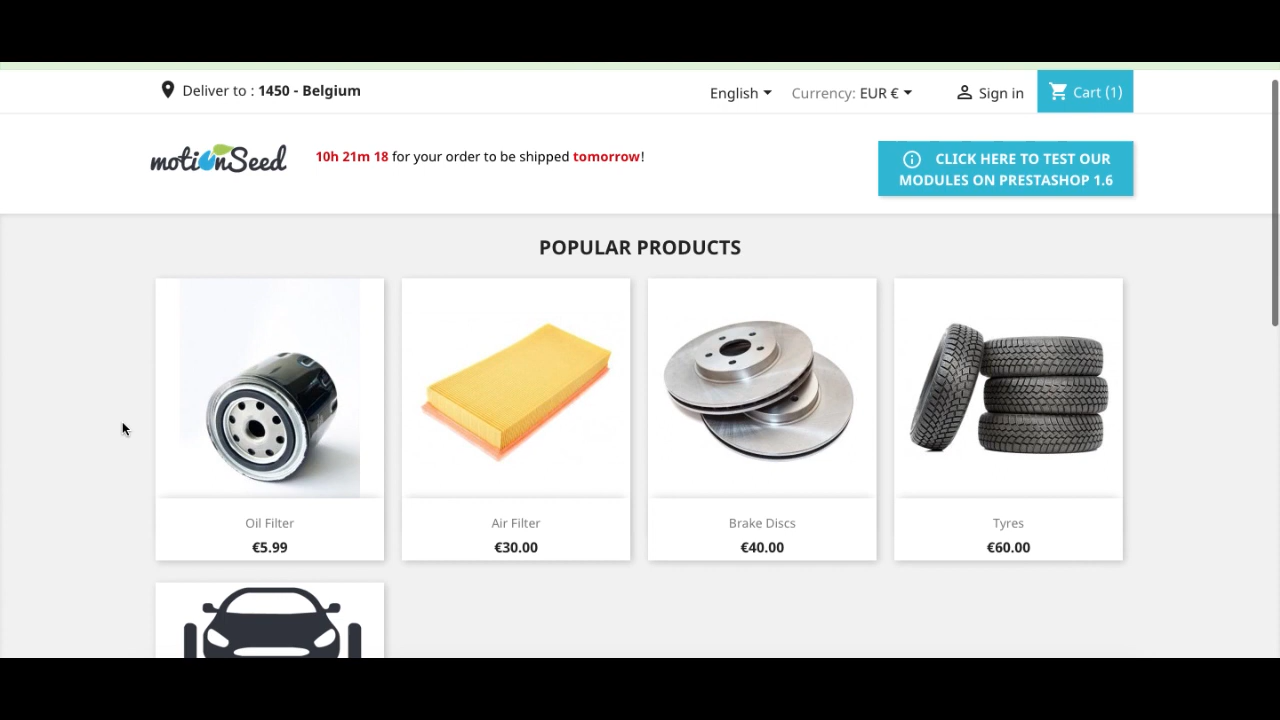 Deliver to : 1450 - Belgium
English
Currency: EUR €
Sign in
Cart (1)
motionSeed
10h 21m 18 for your order to be shipped tomorrow!
CLICK HERE TO TEST OUR
MODULES ON PRESTASHOP 1.6
POPULAR PRODUCTS
Oil Filter
€5.99
Air Filter
€30.00
Brake Discs
€40.00
Tyres
€60.00